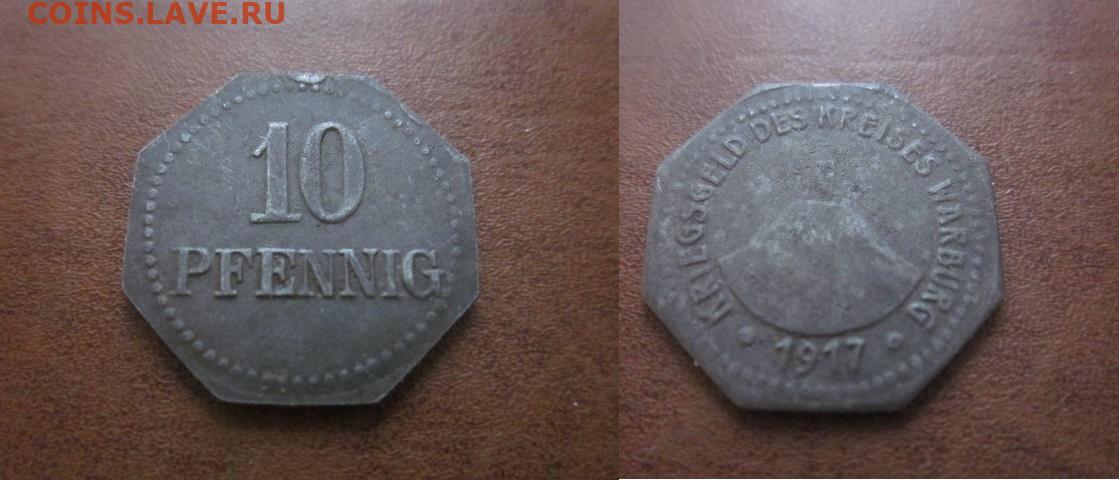 COINS.LAVE.RU
10
PFENNIG
KRIEGSGELD DES KREISES WARBURG
• 1917 •